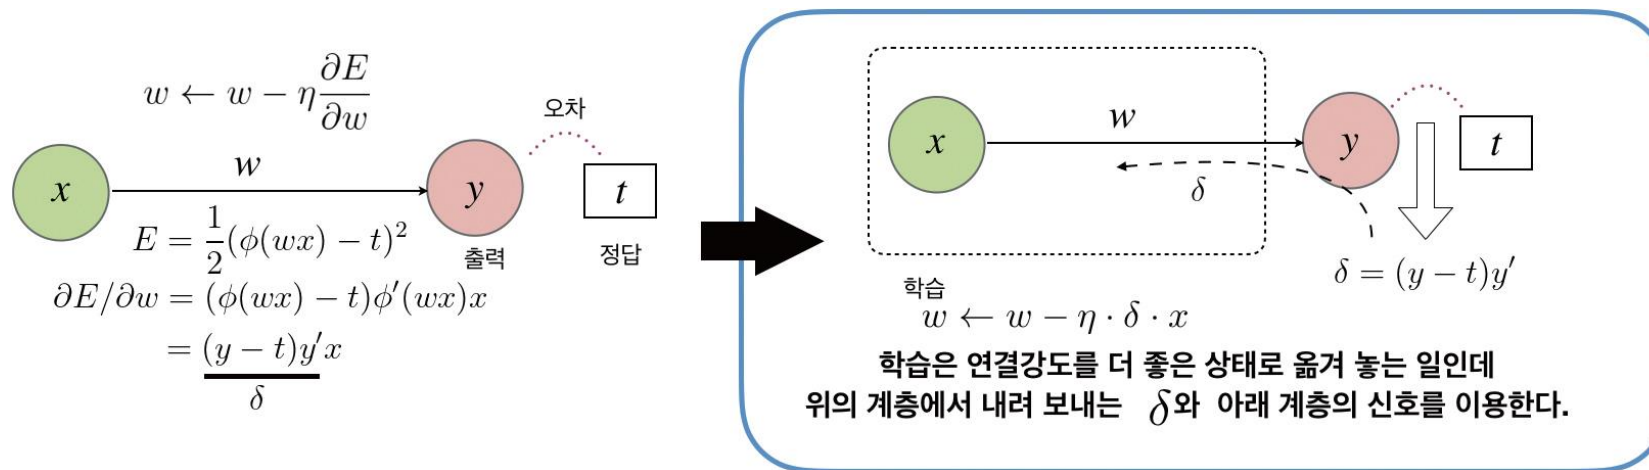 w ← w − η ∂E/∂w
오차
x
w
y
t
E = 1/2(ϕ(wx) − t)²
출력
정답
∂E/∂w = (ϕ(wx) − t)ϕ′(wx)x
= (y − t)y′x
δ
x
w
y
t
δ
δ = (y − t)y′
학습
w ← w − η · δ · x
학습은 연결강도를 더 좋은 상태로 옮겨 놓는 일인데
위의 계층에서 내려 보내는 δ와 아래 계층의 신호를 이용한다.